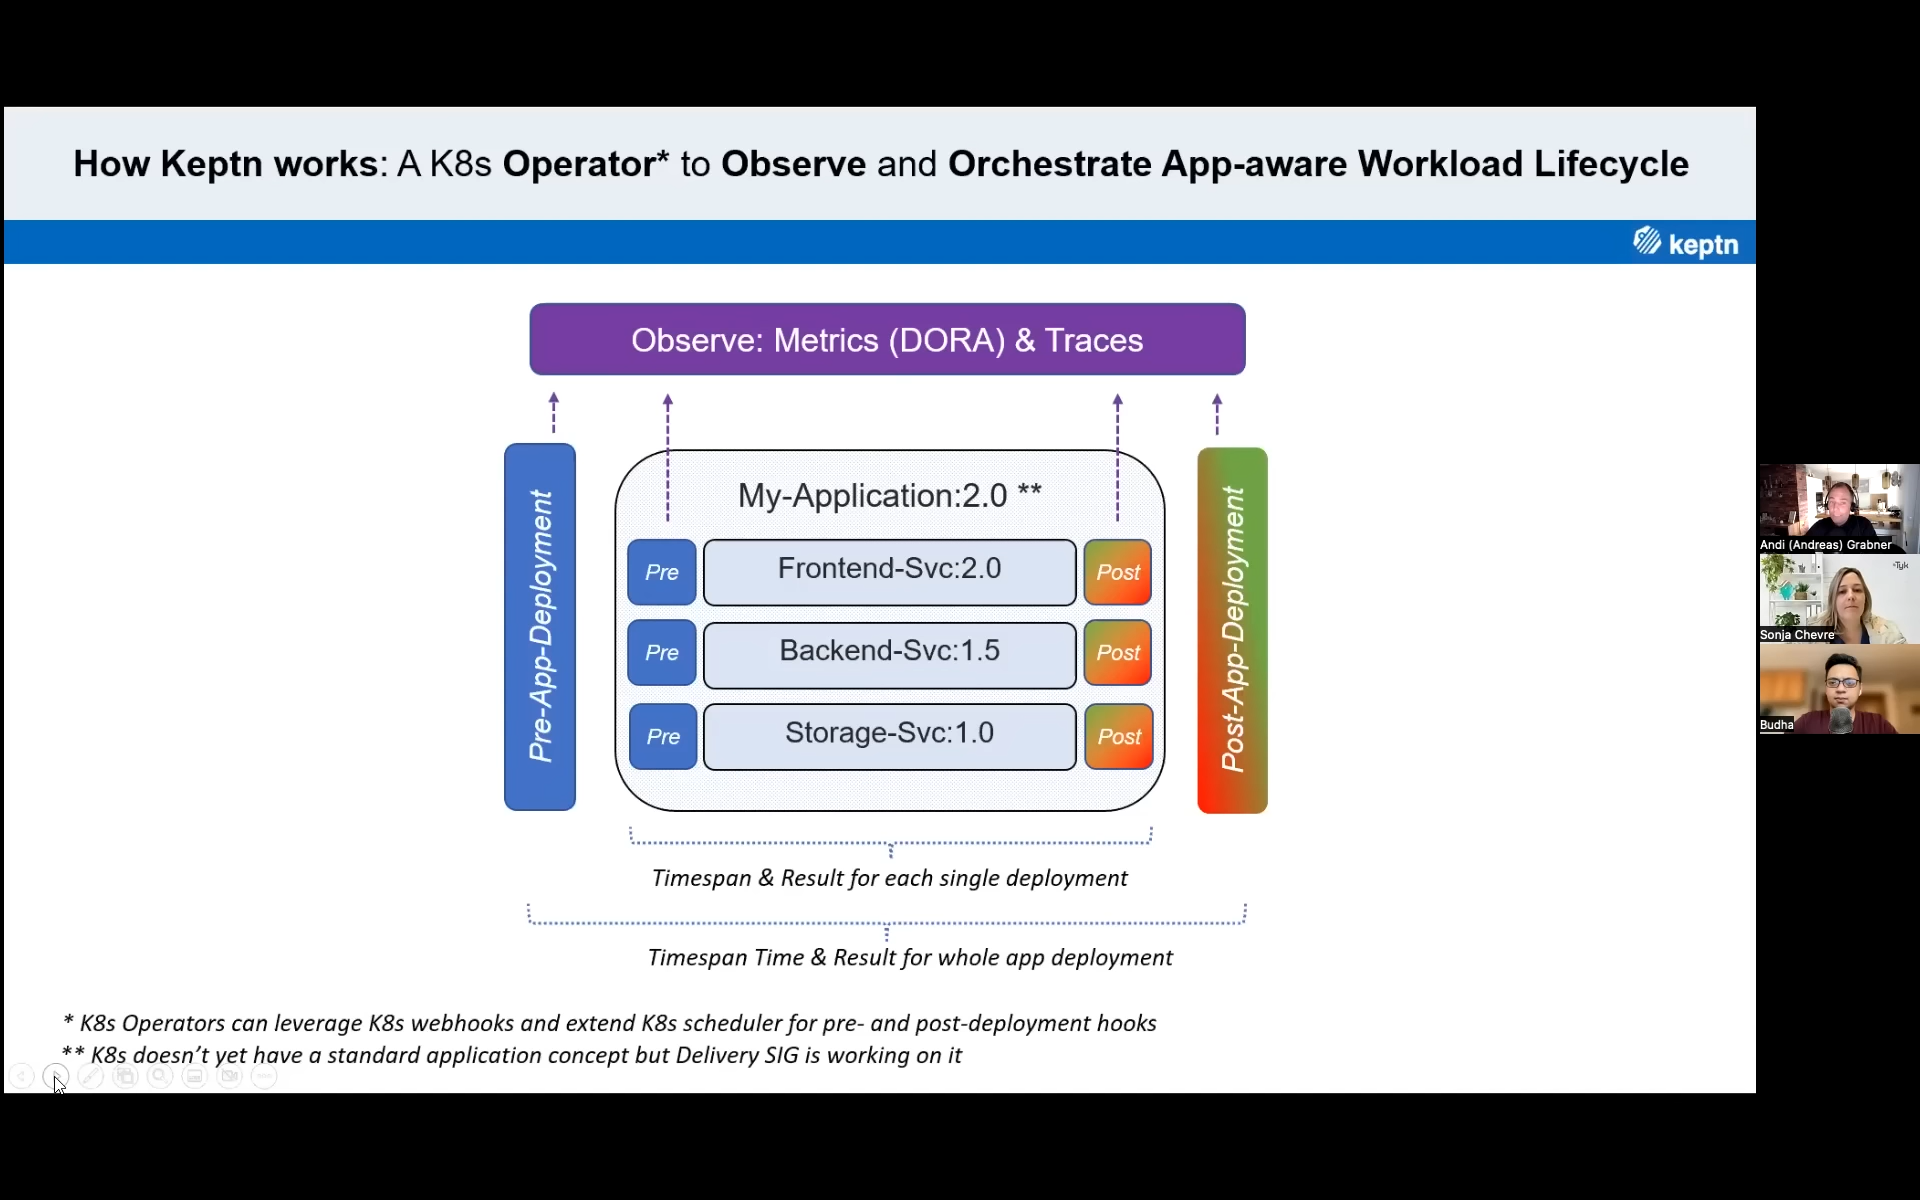 How Keptn works: A K8s Operator* to Observe and Orchestrate App-aware Workload Lifecycle
keptn
Observe: Metrics (DORA) & Traces
Pre-App-Deployment
My-Application:2.0 **
Pre
Frontend-Svc:2.0
Post
Pre
Backend-Svc:1.5
Post
Pre
Storage-Svc:1.0
Post
Post-App-Deployment
Timespan & Result for each single deployment
Timespan Time & Result for whole app deployment
* K8s Operators can leverage K8s webhooks and extend K8s scheduler for pre- and post-deployment hooks
** K8s doesn't yet have a standard application concept but Delivery SIG is working on it
Andi (Andreas) Grabner
Tyk
Sonja Chevre
Budha